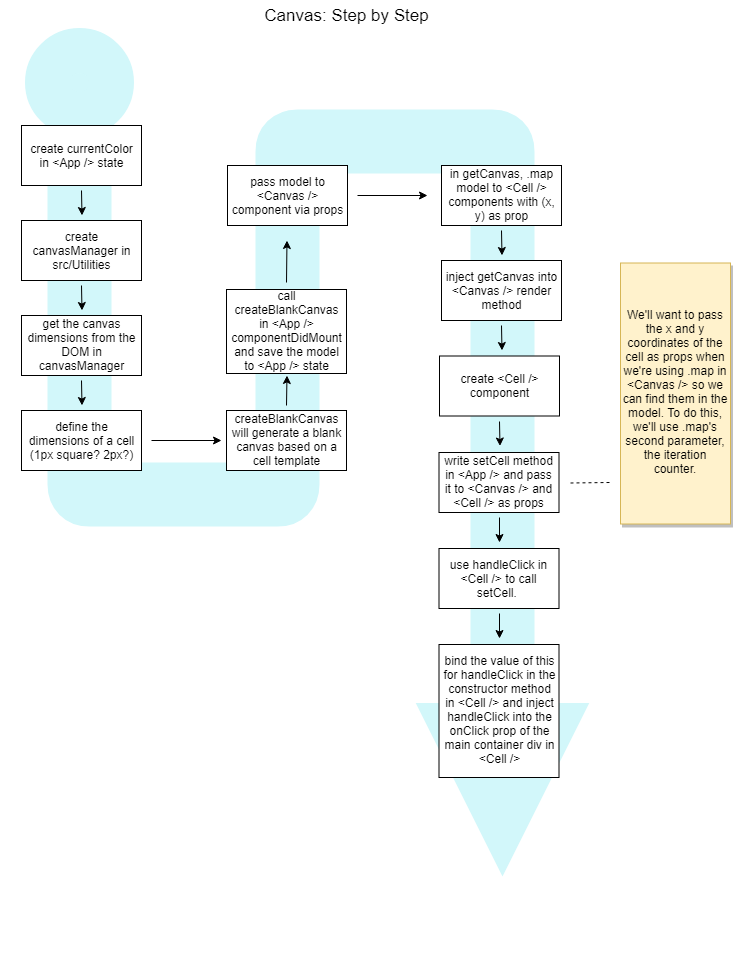 Canvas: Step by Step
create currentColor
in <App /> state
create
canvasManager in
src/Utilities
get the canvas
dimensions from the
DOM in
canvasManager
define the
dimensions of a cell
(1px square? 2px?)
createBlankCanvas
will generate a blank
canvas based on a
cell template
call
createBlankCanvas
in <App />
componentDidMount
and save the model
to <App /> state
pass model to
<Canvas />
component via props
in getCanvas, .map
model to <Cell />
components with (x,
y) as prop
inject getCanvas into
<Canvas /> render
method
create <Cell />
component
write setCell method
in <App /> and pass
it to <Canvas /> and
<Cell /> as props
We'll want to pass
the x and y
coordinates of the
cell as props when
we're using .map in
<Canvas /> so we
can find them in the
model. To do this,
we'll use .map's
second parameter,
the iteration
counter.
use handleClick in
<Cell /> to call
setCell.
bind the value of this
for handleClick in the
constructor method
in <Cell /> and inject
handleClick into the
onClick prop of the
main container div in
<Cell />